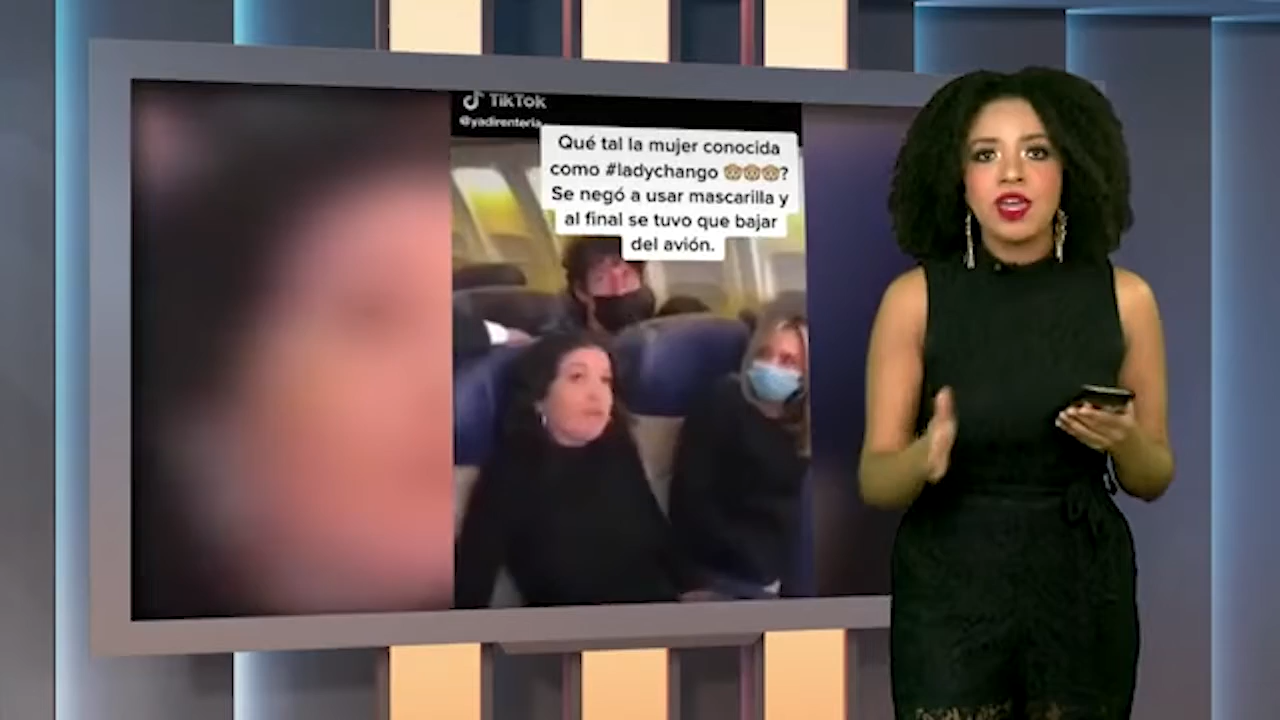 TikTok
@yadirenteria
Qué tal la mujer conocida
como #ladychango 🙊🙊🙊?
Se negó a usar mascarilla y
al final se tuvo que bajar
del avión.